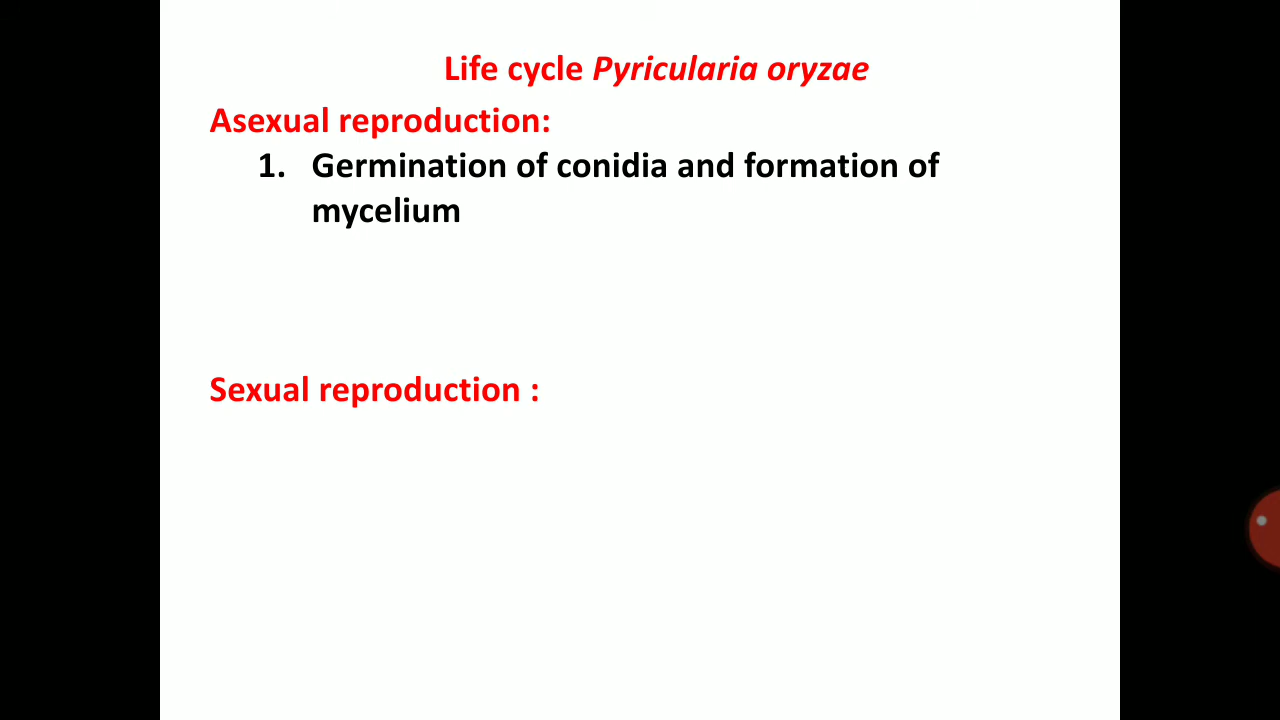 Life cycle Pyricularia oryzae
Asexual reproduction:
1. Germination of conidia and formation of
mycelium
Sexual reproduction :